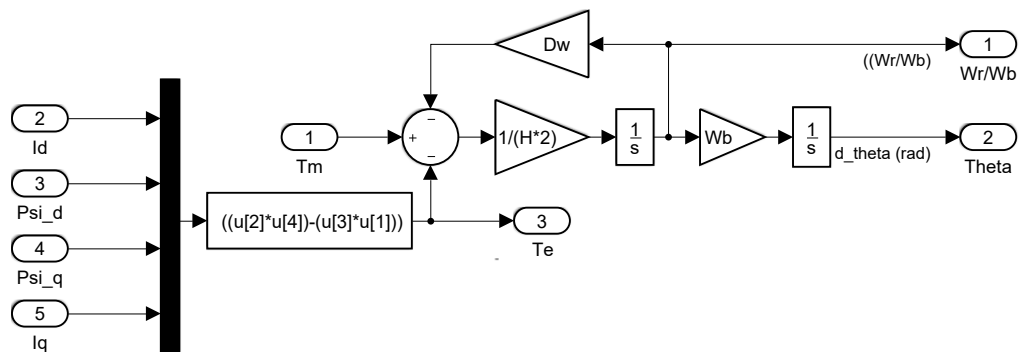 Dw
1
((Wr/Wb)
Wr/Wb
2
Id
1
Tm
+
−
−
1/(H*2)
1
s
Wb
1
s
d_theta (rad)
2
Theta
3
Psi_d
((u[2]*u[4])-(u[3]*u[1]))
3
Te
4
Psi_q
5
Iq